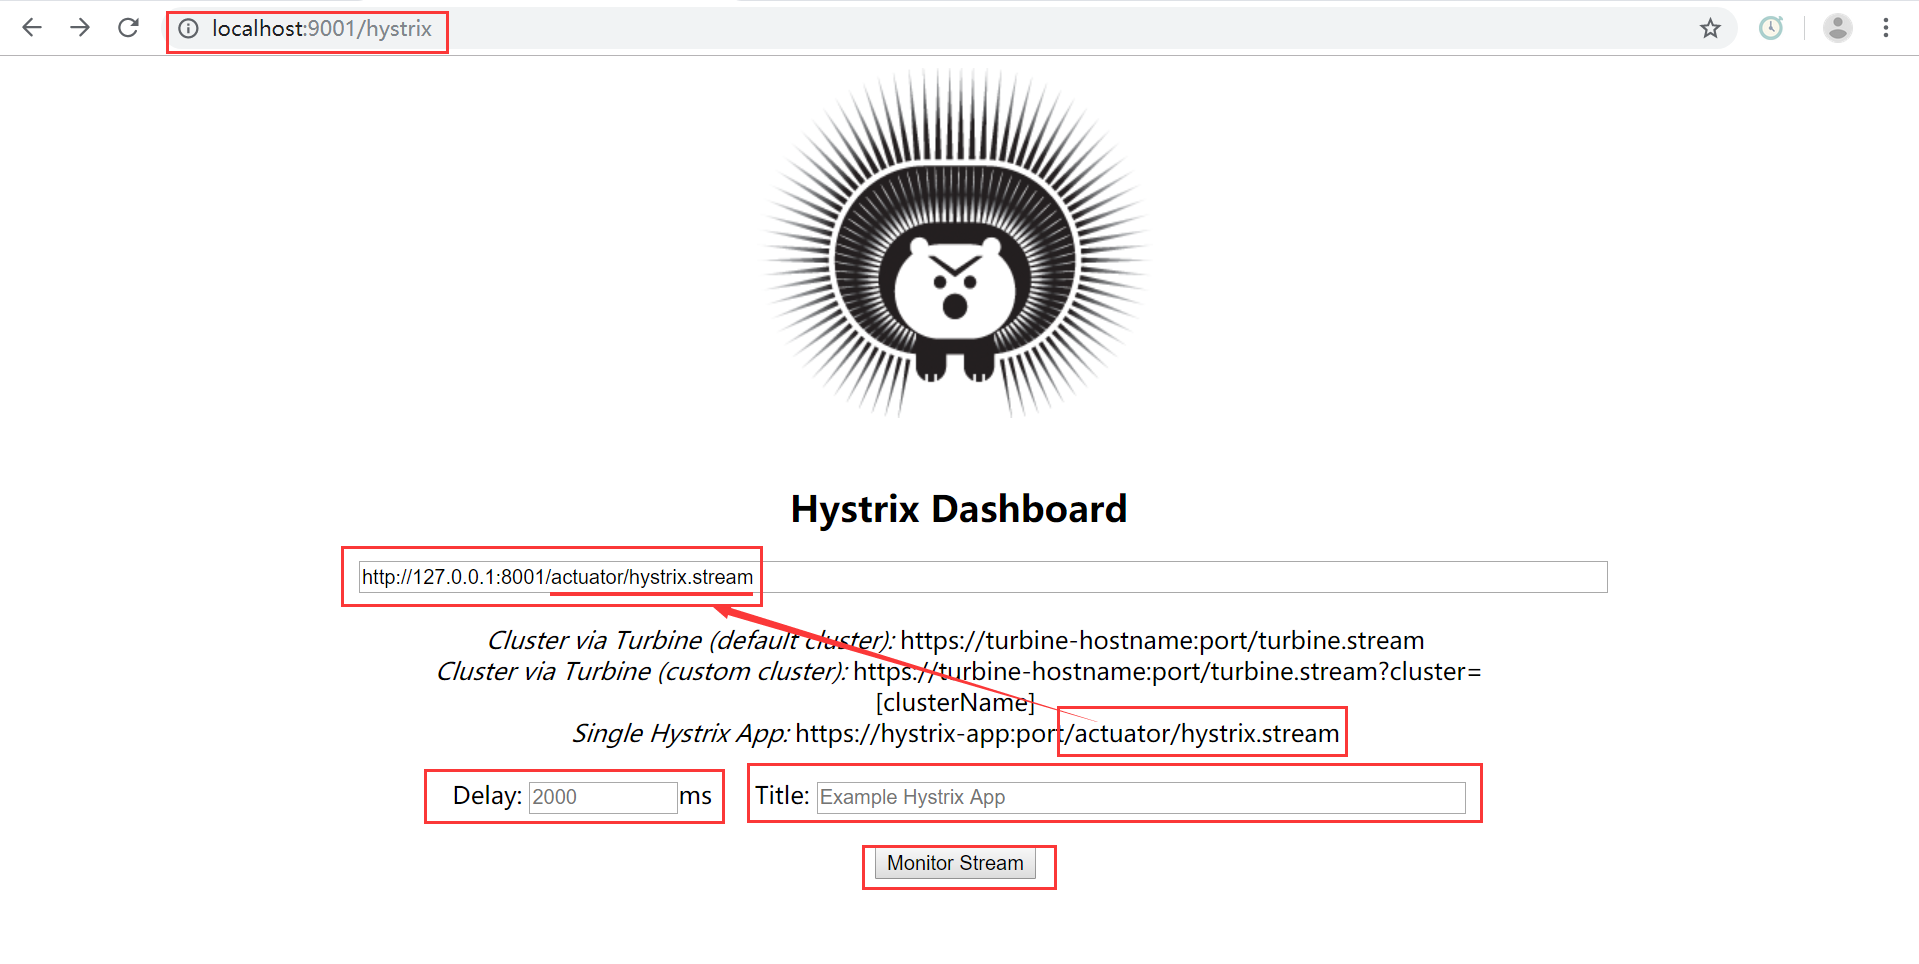 localhost:9001/hystrix
Hystrix Dashboard
http://127.0.0.1:8001/actuator/hystrix.stream
Cluster via Turbine (default cluster): https://turbine-hostname:port/turbine.stream
Cluster via Turbine (custom cluster): https://turbine-hostname:port/turbine.stream?cluster=
[clusterName]
Single Hystrix App: https://hystrix-app:port/actuator/hystrix.stream
Delay: 2000 ms Title: Example Hystrix App
Monitor Stream